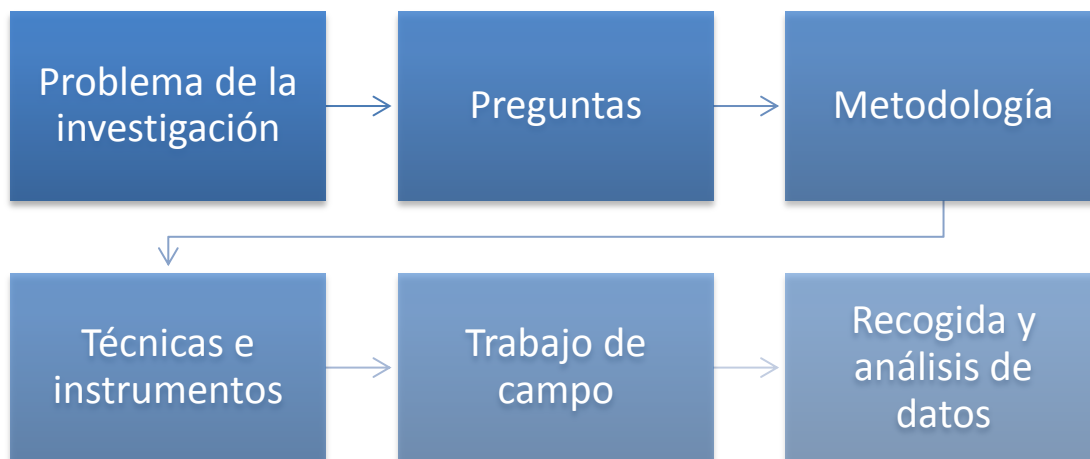 Problema de la
investigación
Preguntas
Metodología
Técnicas e
instrumentos
Trabajo de
campo
Recogida y
análisis de
datos